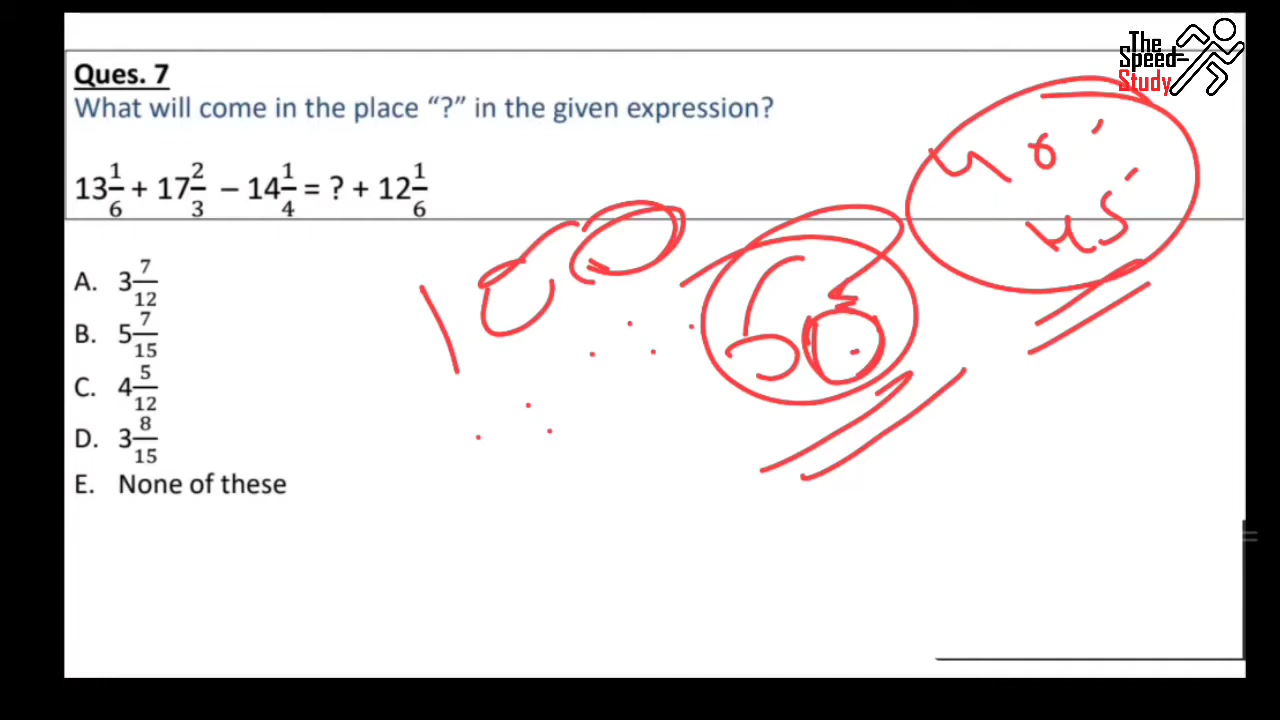 The
Speed
Study
Ques. 7
What will come in the place “?” in the given expression?
13 1/6 + 17 2/3 – 14 1/4 = ? + 12 1/6
A. 3 7/12
B. 5 7/15
C. 4 5/12
D. 3 8/15
E. None of these
40'
45'